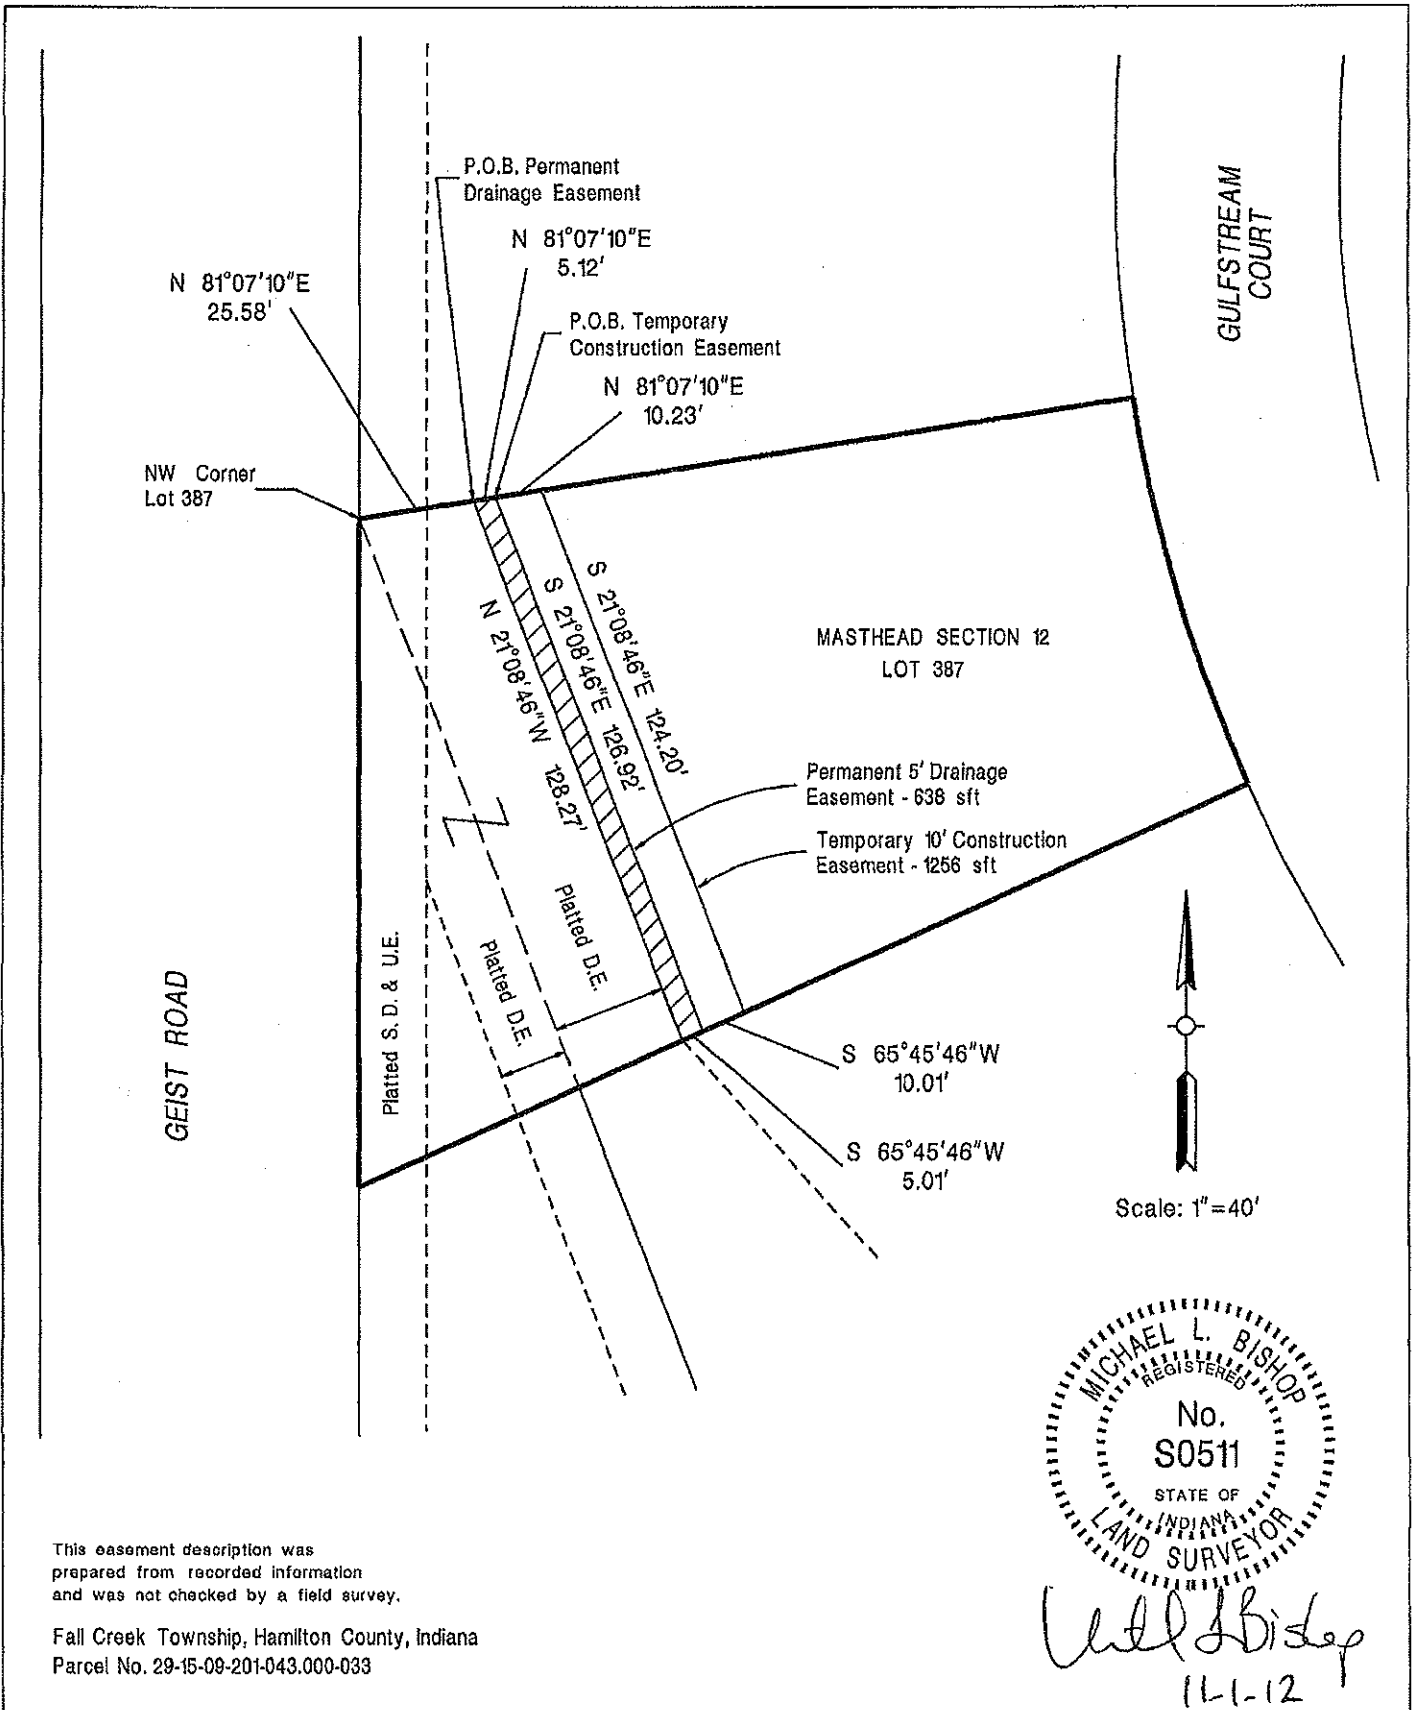 P.O.B. Permanent
Drainage Easement
N 81°07'10"E
5.12'
N 81°07'10"E
25.58'
P.O.B. Temporary
Construction Easement
N 81°07'10"E
10.23'
GULFSTREAM
COURT
NW Corner
Lot 387
S 21°08'46"E 124.20'
S 21°08'46"E 126.92'
N 21°08'46"W 128.27'
MASTHEAD SECTION 12
LOT 387
Permanent 5' Drainage
Easement - 638 sft
Temporary 10' Construction
Easement - 1256 sft
Platted D.E.
Platted D.E.
Platted S.D. & U.E.
GEIST ROAD
S 65°45'46"W
10.01'
S 65°45'46"W
5.01'
Scale: 1"=40'
MICHAEL L. BISHOP
REGISTERED
No.
S0511
STATE OF
INDIANA
LAND SURVEYOR
This easement description was
prepared from recorded information
and was not checked by a field survey.
Fall Creek Township, Hamilton County, Indiana
Parcel No. 29-15-09-201-043.000-033
L Bishop
11-1-12